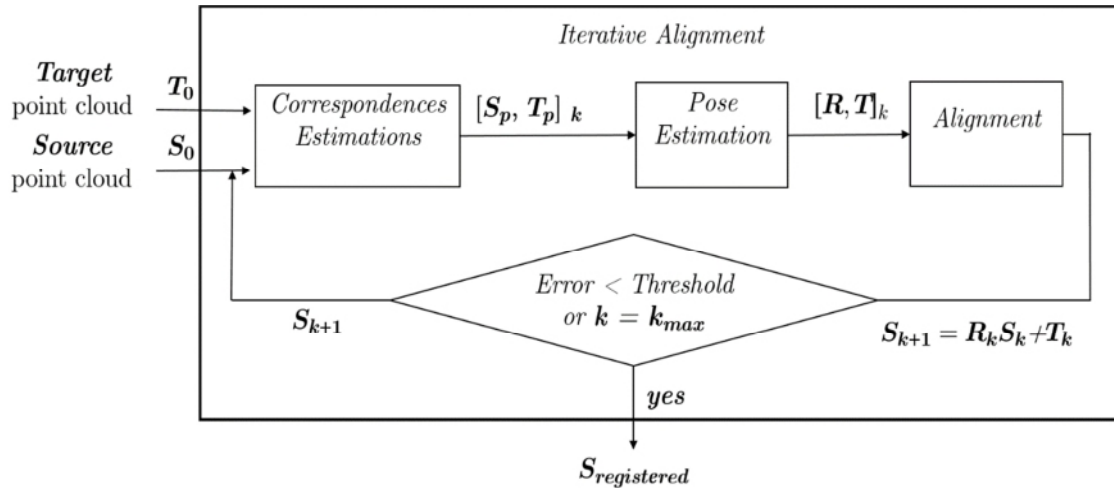 Iterative Alignment
Target
point cloud
T₀
Source
point cloud
S₀
Correspondences
Estimations
[Sₚ, Tₚ] ₖ
Pose
Estimation
[R, T]ₖ
Alignment
Error < Threshold
or k = kₘₐₓ
Sₖ₊₁
Sₖ₊₁ = RₖSₖ+Tₖ
yes
S_registered